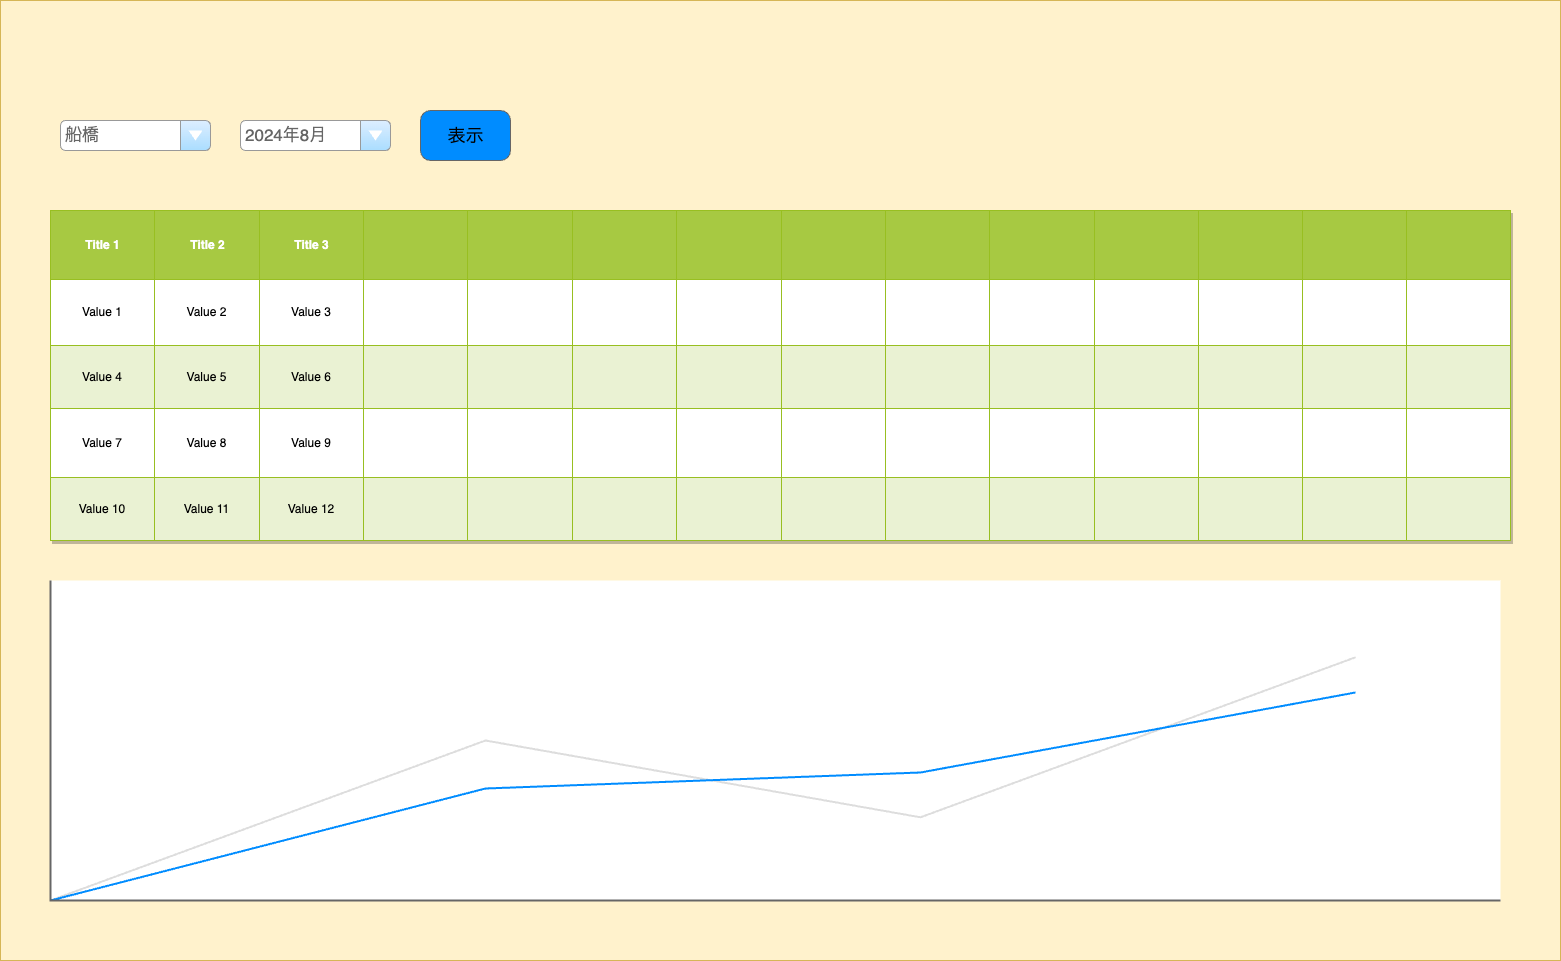 船橋
2024年8月
表示
Title 1 Title 2 Title 3
Value 1 Value 2 Value 3
Value 4 Value 5 Value 6
Value 7 Value 8 Value 9
Value 10 Value 11 Value 12